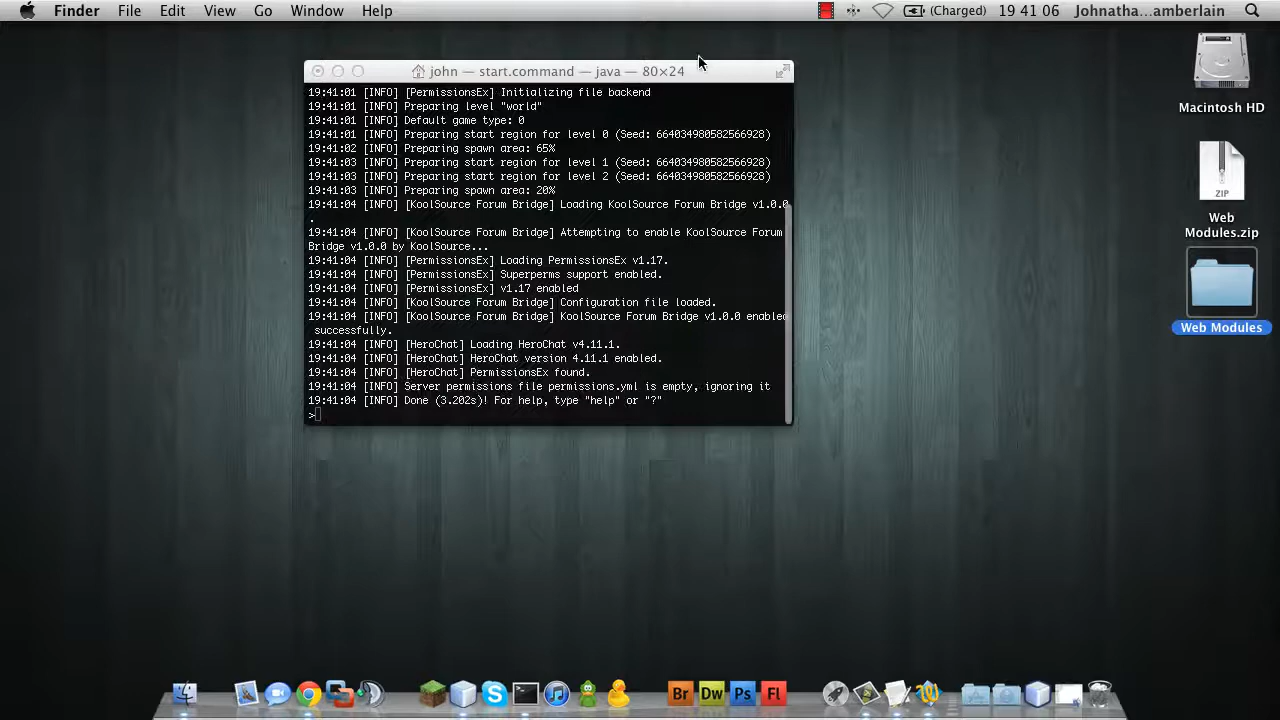 Finder File Edit View Go Window Help (Charged) 19 41 06 Johnatha...amberlain
john — start.command — java — 80×24
19:41:01 [INFO] [PermissionsEx] Initializing file backend
19:41:01 [INFO] Preparing level "world"
19:41:01 [INFO] Default game type: 0
19:41:01 [INFO] Preparing start region for level 0 (Seed: 664034980582566928)
19:41:02 [INFO] Preparing spawn area: 65%
19:41:03 [INFO] Preparing start region for level 1 (Seed: 664034980582566928)
19:41:03 [INFO] Preparing start region for level 2 (Seed: 664034980582566928)
19:41:03 [INFO] Preparing spawn area: 20%
19:41:04 [INFO] [KoolSource Forum Bridge] Loading KoolSource Forum Bridge v1.0.0
.
19:41:04 [INFO] [KoolSource Forum Bridge] Attempting to enable KoolSource Forum
Bridge v1.0.0 by KoolSource...
19:41:04 [INFO] [PermissionsEx] Loading PermissionsEx v1.17.
19:41:04 [INFO] [PermissionsEx] Superperms support enabled.
19:41:04 [INFO] [PermissionsEx] v1.17 enabled
19:41:04 [INFO] [KoolSource Forum Bridge] Configuration file loaded.
19:41:04 [INFO] [KoolSource Forum Bridge] KoolSource Forum Bridge v1.0.0 enabled
successfully.
19:41:04 [INFO] [HeroChat] Loading HeroChat v4.11.1.
19:41:04 [INFO] [HeroChat] HeroChat version 4.11.1 enabled.
19:41:04 [INFO] [HeroChat] PermissionsEx found.
19:41:04 [INFO] Server permissions file permissions.yml is empty, ignoring it
19:41:04 [INFO] Done (3.202s)! For help, type "help" or "?"
>
Macintosh HD
ZIP
Web
Modules.zip
Web Modules
Br Dw Ps Fl